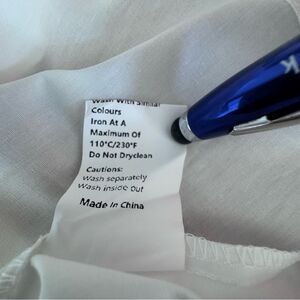 Wash With Similar
Colours
Iron At A
Maximum Of
110°C/230°F
Do Not Dryclean
Cautions:
Wash separately
Wash inside out
Made in China
K